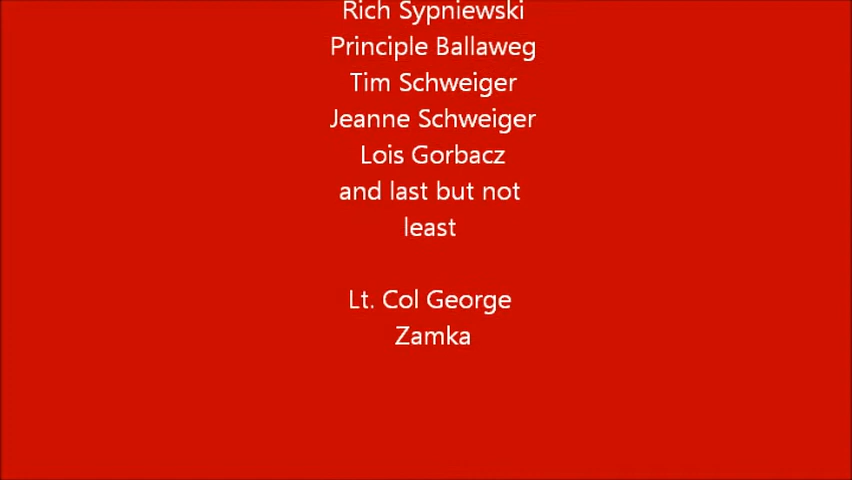 Rich Sypniewski
Principle Ballaweg
Tim Schweiger
Jeanne Schweiger
Lois Gorbacz
and last but not
least
Lt. Col George
Zamka